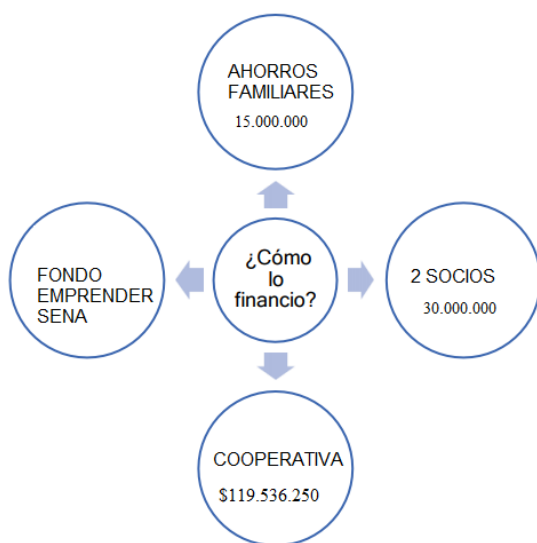 AHORROS
FAMILIARES
15.000.000
FONDO
EMPRENDER
SENA
¿Cómo
lo
financio?
2 SOCIOS
30.000.000
COOPERATIVA
$119.536.250